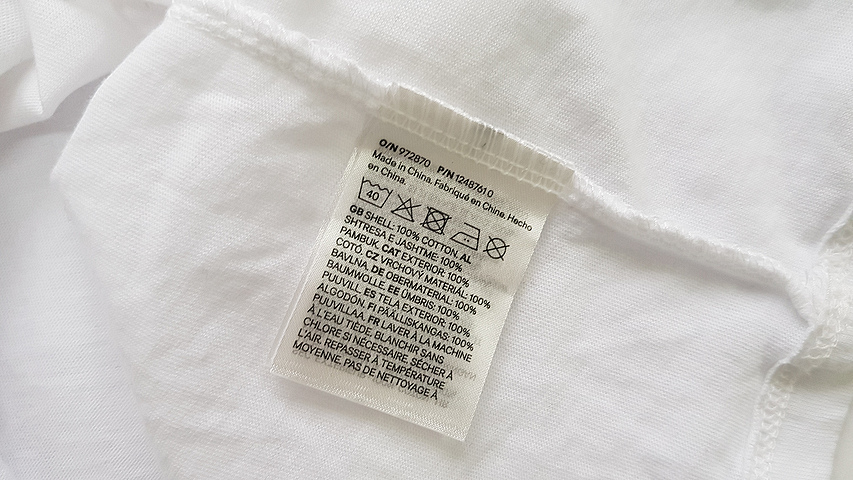 O/N 972870 P/N 1248761.0
Made in China. Fabriqué en Chine. Hecho
en China.
40
GB SHELL: 100% COTTON. AL
SHTRESA E JASHTME: 100%
PAMBUK. CAT EXTERIOR: 100%
COTÓ. CZ VRCHOVÝ MATERIÁL: 100%
BAVLNA. DE OBERMATERIAL: 100%
BAUMWOLLE. EE ÜMBRIS: 100%
PUUVILL. ES TELA EXTERIOR: 100%
ALGODÓN. FI PÄÄLLISKANGAS: 100%
PUUVILLAA. FR LAVER À LA MACHINE
À L'EAU TIÈDE, BLANCHIR SANS
CHLORE SI NÉCESSAIRE, SÉCHER À
L'AIR, REPASSER À TEMPÉRATURE
MOYENNE, PAS DE NETTOYAGE À